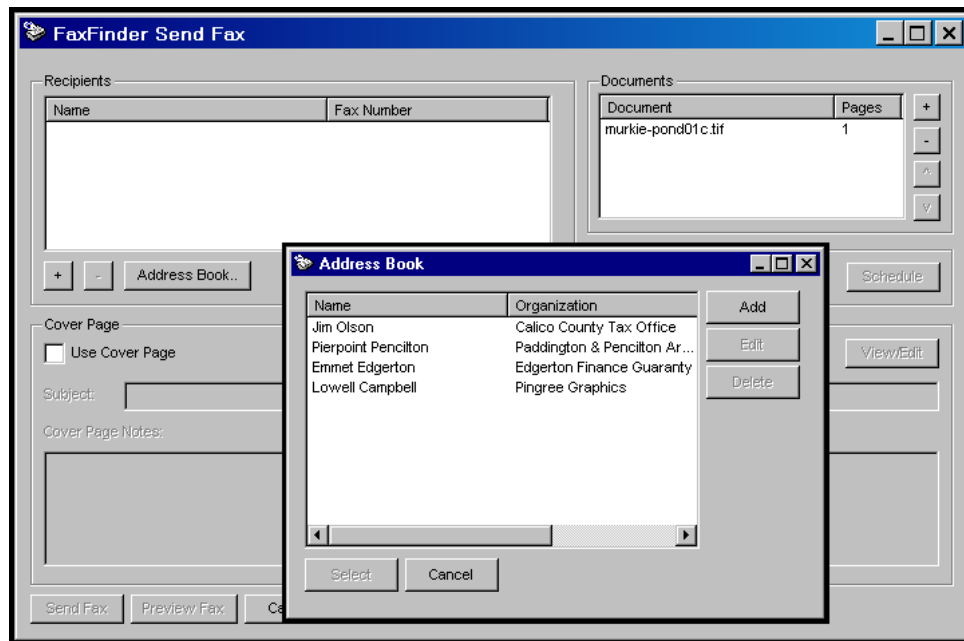 FaxFinder Send Fax
Recipients
Name Fax Number
+ - Address Book..
Documents
Document Pages
murkie-pond01c.tif 1
+
-
^
v
Schedule
Cover Page
Use Cover Page
View/Edit
Subject:
Cover Page Notes:
Send Fax Preview Fax Ca
Address Book
Name Organization
Jim Olson Calico County Tax Office
Pierpoint Pencilton Paddington & Pencilton Ar...
Emmet Edgerton Edgerton Finance Guaranty
Lowell Campbell Pingree Graphics
Add
Edit
Delete
Select Cancel